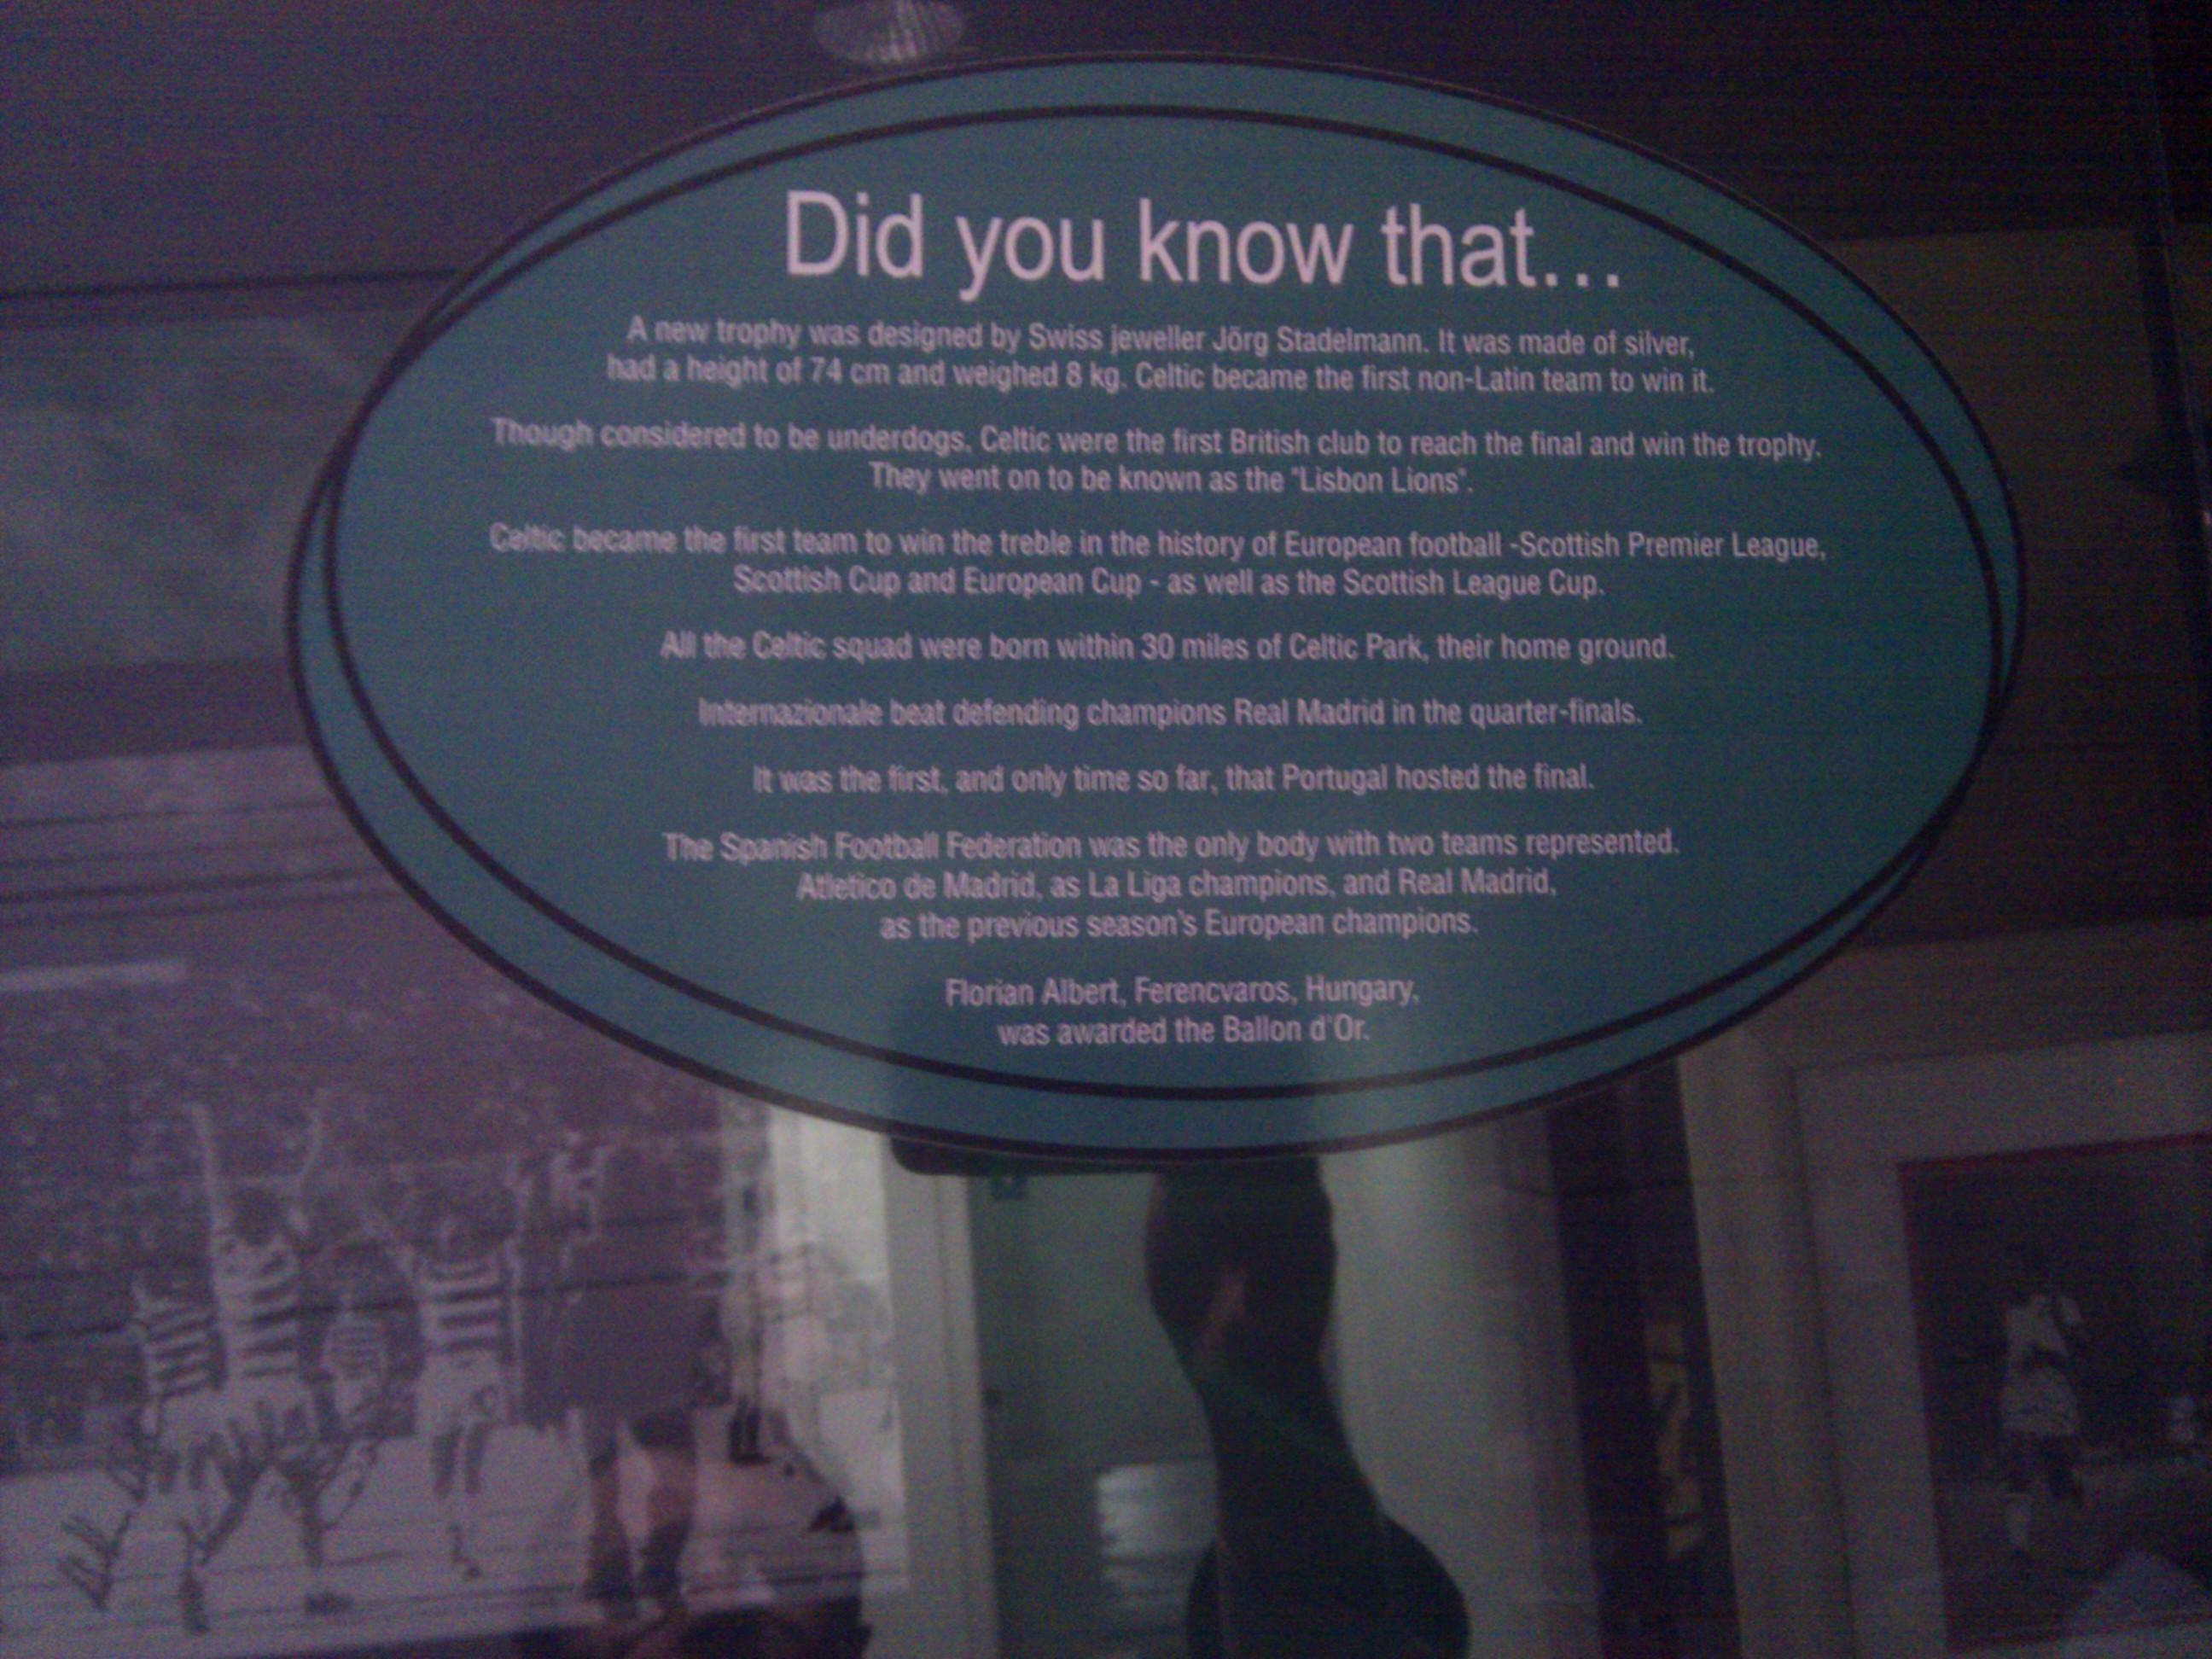 Did you know that...
A new trophy was designed by Swiss jeweller Jörg Stadelmann. It was made of silver,
had a height of 74 cm and weighed 8 kg. Celtic became the first non-Latin team to win it.
Though considered to be underdogs, Celtic were the first British club to reach the final and win the trophy.
They went on to be known as the "Lisbon Lions".
Celtic became the first team to win the treble in the history of European football -Scottish Premier League,
Scottish Cup and European Cup - as well as the Scottish League Cup.
All the Celtic squad were born within 30 miles of Celtic Park, their home ground.
Internazionale beat defending champions Real Madrid in the quarter-finals.
It was the first, and only time so far, that Portugal hosted the final.
The Spanish Football Federation was the only body with two teams represented.
Atletico de Madrid, as La Liga champions, and Real Madrid,
as the previous season's European champions.
Florian Albert, Ferencvaros, Hungary,
was awarded the Ballon d'Or.